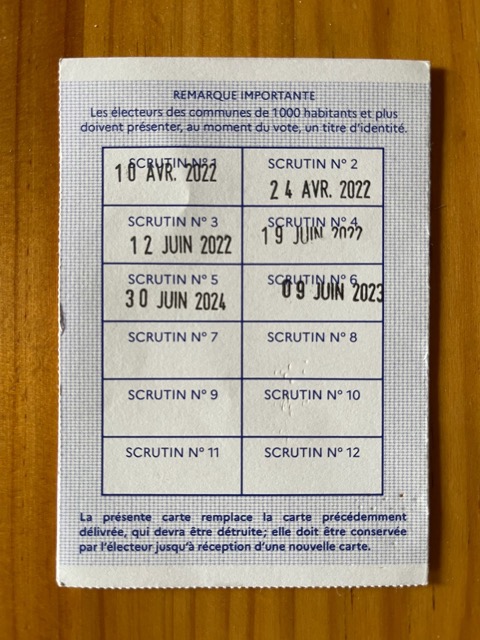 REMARQUE IMPORTANTE
Les électeurs des communes de 1000 habitants et plus
doivent présenter, au moment du vote, un titre d'identité.
SCRUTIN N° 1
10 AVR. 2022
SCRUTIN N° 2
24 AVR. 2022
SCRUTIN N° 3
12 JUIN 2022
SCRUTIN N° 4
19 JUIN 2022
SCRUTIN N° 5
30 JUIN 2024
SCRUTIN N° 6
09 JUIN 2023
SCRUTIN N° 7
SCRUTIN N° 8
SCRUTIN N° 9
SCRUTIN N° 10
SCRUTIN N° 11
SCRUTIN N° 12
La présente carte remplace la carte précédemment
délivrée, qui devra être détruite; elle doit être conservée
par l'électeur jusqu'à réception d'une nouvelle carte.